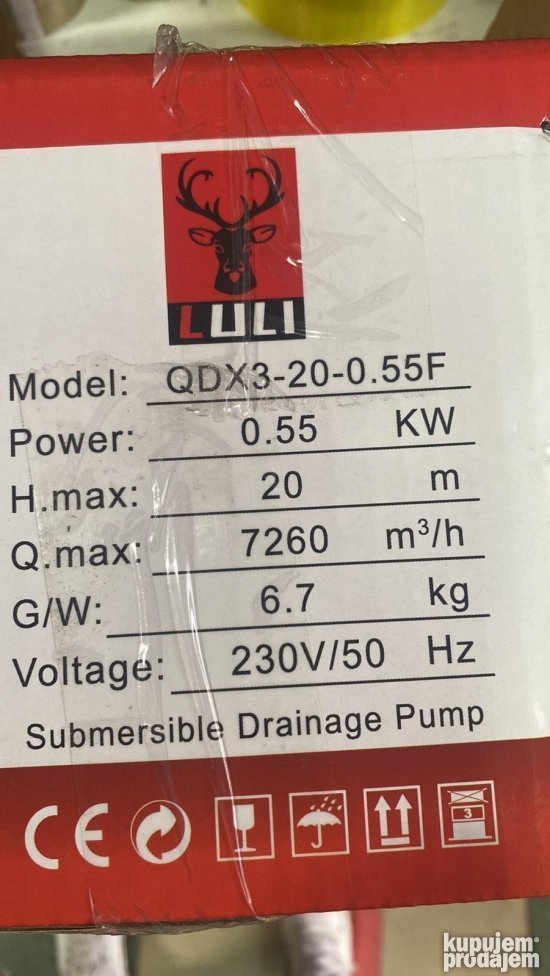 LULI
Model: QDX3-20-0.55F
Power: 0.55 KW
H.max: 20 m
Q.max: 7260 m³/h
G/W: 6.7 kg
Voltage: 230V/50 Hz
Submersible Drainage Pump
CE
3
kupujem
prodajem